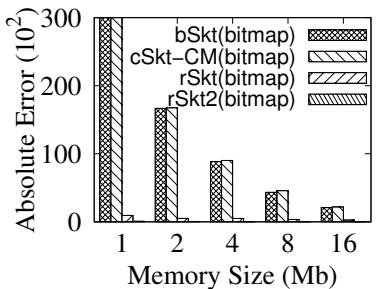 Absolute Error (10²)
300
200
100
0
bSkt(bitmap)
cSkt-CM(bitmap)
rSkt(bitmap)
rSkt2(bitmap)
1 2 4 8 16
Memory Size (Mb)